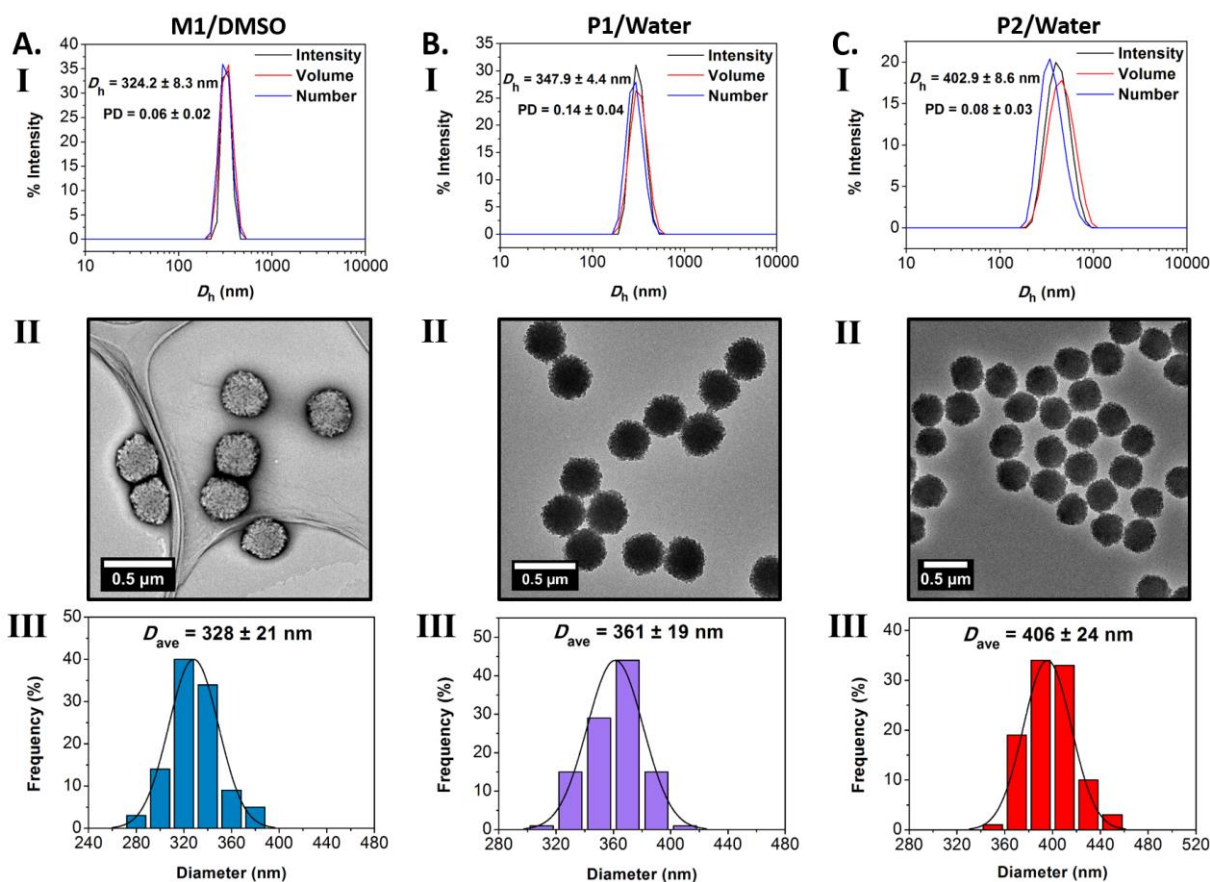 M1/DMSO
P1/Water
P2/Water
A.
I
40
35
30
25
20
15
10
5
0
% Intensity
Intensity
Volume
Number
Dh = 324.2 ± 8.3 nm
PD = 0.06 ± 0.02
10 100 1000 10000
Dh (nm)
B.
I
35
30
25
20
15
10
5
0
% Intensity
Intensity
Volume
Number
Dh = 347.9 ± 4.4 nm
PD = 0.14 ± 0.04
10 100 1000 10000
Dh (nm)
C.
I
25
20
15
10
5
0
% Intensity
Intensity
Volume
Number
Dh = 402.9 ± 8.6 nm
PD = 0.08 ± 0.03
10 100 1000 10000
Dh (nm)
II
0.5 µm
II
0.5 µm
II
0.5 µm
III
Dave = 328 ± 21 nm
50
40
30
20
10
0
Frequency (%)
240 280 320 360 400 440 480
Diameter (nm)
III
Dave = 361 ± 19 nm
50
40
30
20
10
0
Frequency (%)
280 320 360 400 440 480
Diameter (nm)
III
Dave = 406 ± 24 nm
40
30
20
10
0
Frequency (%)
280 320 360 400 440 480 520
Diameter (nm)